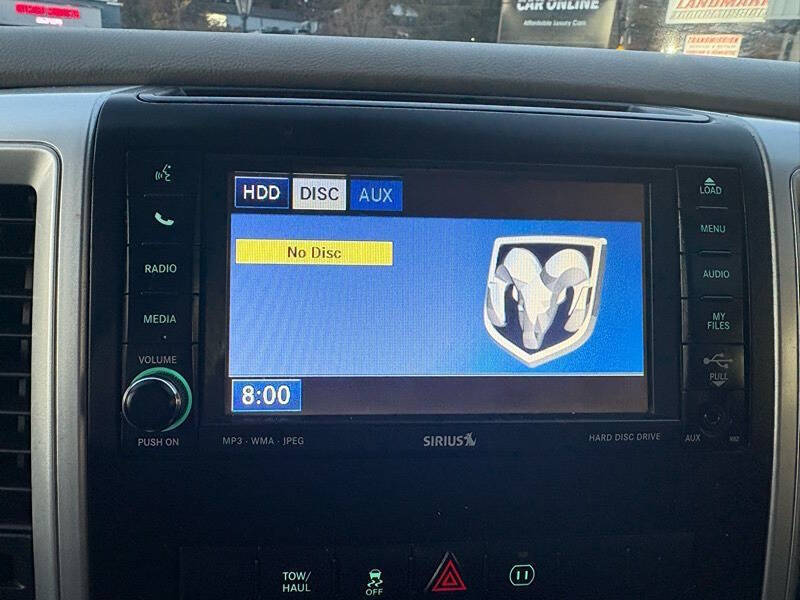 CAR ONLINE
Affordable Luxury Cars
LANDMARK
TRANSMISSION
HDD DISC AUX
No Disc
8:00
RADIO
MEDIA
VOLUME
PUSH ON
LOAD
MENU
AUDIO
MY
FILES
PULL
AUX
MP3 · WMA · JPEG
SIRIUS
HARD DISC DRIVE
TOW/
HAUL
OFF